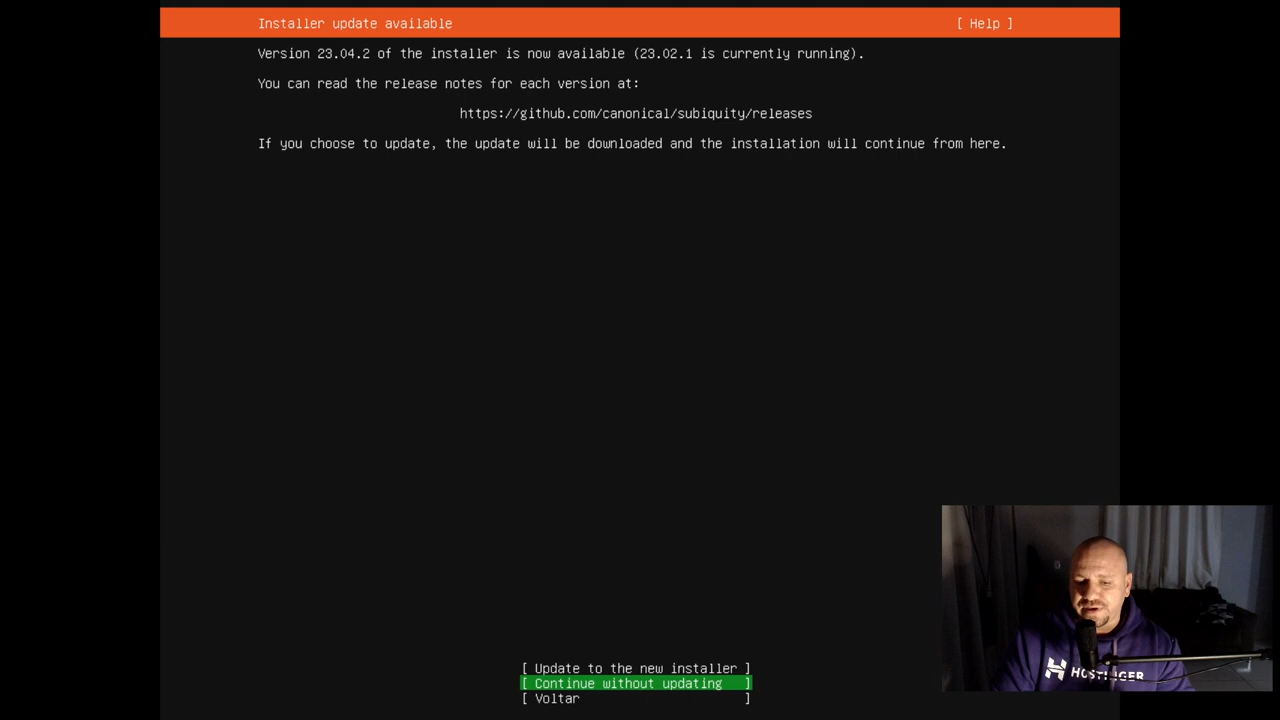 Installer update available [ Help ]
Version 23.04.2 of the installer is now available (23.02.1 is currently running).
You can read the release notes for each version at:
https://github.com/canonical/subiquity/releases
If you choose to update, the update will be downloaded and the installation will continue from here.
[ Update to the new installer ]
[ Continue without updating ]
[ Voltar ]
HOSTINGER